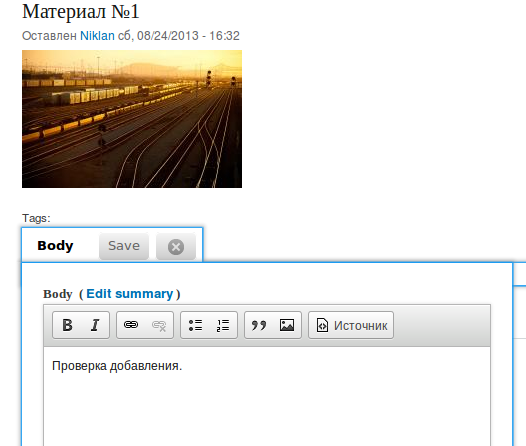 Материал №1
Оставлен Niklan сб, 08/24/2013 - 16:32
Tags:
Body Save
Body ( Edit summary )
B I Источник
Проверка добавления.